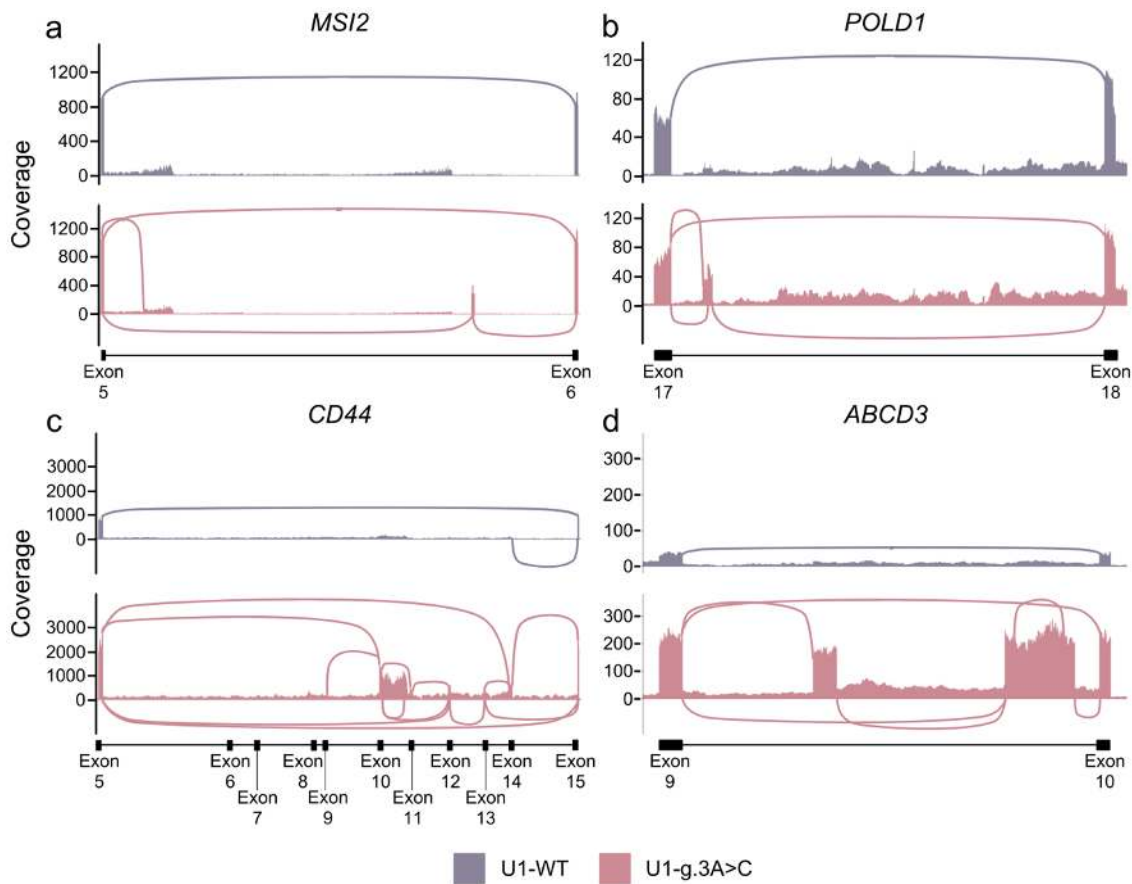 a MSI2
b POLD1
Coverage
1200
800
400
0
1200
800
400
0
Exon 5
Exon 6
120
80
40
0
120
80
40
0
Exon 17
Exon 18
c CD44
d ABCD3
Coverage
3000
2000
1000
0
3000
2000
1000
0
Exon 5
Exon 6
Exon 7
Exon 8
Exon 9
Exon 10
Exon 11
Exon 12
Exon 13
Exon 14
Exon 15
300
200
100
0
300
200
100
0
Exon 9
Exon 10
U1-WT
U1-g.3A>C